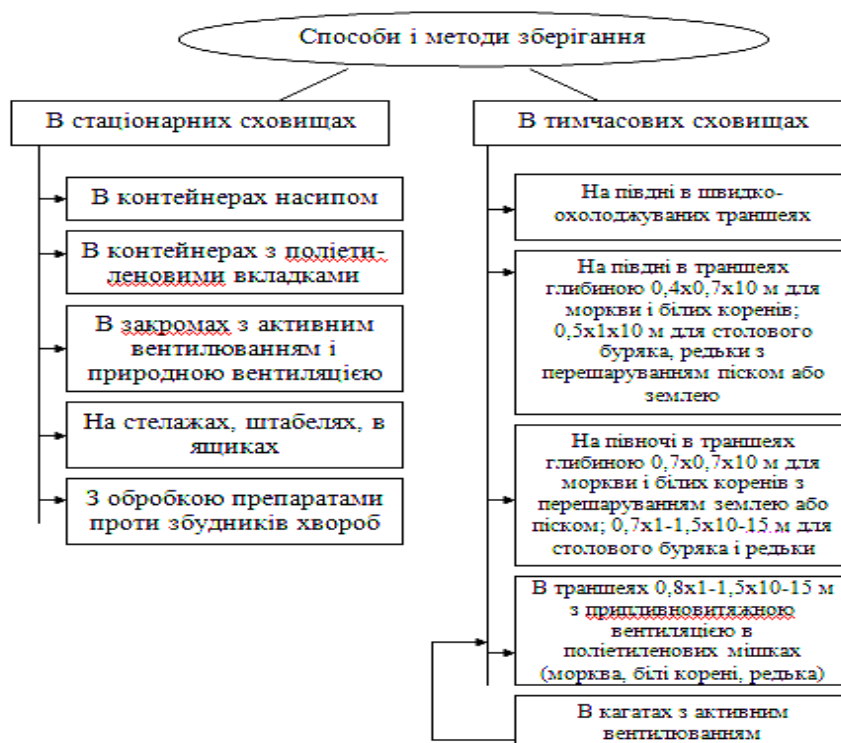 Способи і методи зберігання
В стаціонарних сховищах
В контейнерах насипом
В контейнерах з поліети-
леновими вкладками
В закромах з активним
вентилюванням і
природною вентиляцією
На стелажах, штабелях, в
ящиках
З обробкою препаратами
проти збудників хвороб
В тимчасових сховищах
На півдні в швидко-
охолоджуваних траншеях
На півдні в траншеях
глибиною 0,4х0,7х10 м для
моркви і білих коренів;
0,5х1х10 м для столового
буряка, редьки з
перешаруванням піском або
землею
На півночі в траншеях
глибиною 0,7х0,7х10 м для
моркви і білих коренів з
перешаруванням землею або
піском; 0,7х1-1,5х10-15 м для
столового буряка і редьки
В траншеях 0,8х1-1,5х10-15 м
з припливновитяжною
вентиляцією в
поліетиленових мішках
(морква, білі корені, редька)
В кагатах з активним
вентилюванням